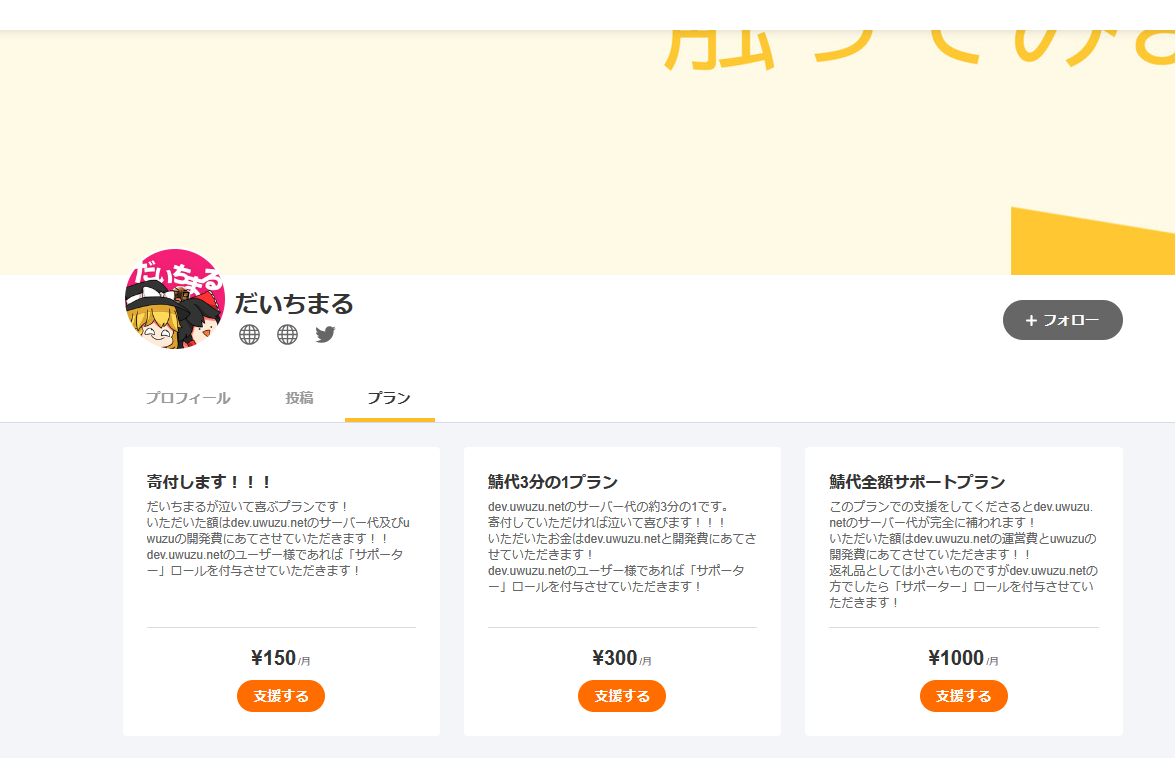 触ってみよ
だいちまる
だいちまる
+ フォロー
プロフィール
投稿
プラン
寄付します！！！
だいちまるが泣いて喜ぶプランです！
いただいた額はdev.uwuzu.netのサーバー代及びu
wuzuの開発費にあてさせていただきます！！
dev.uwuzu.netのユーザー様であれば「サポータ
ー」ロールを付与させていただきます！
¥150 /月
支援する
鯖代3分の1プラン
dev.uwuzu.netのサーバー代の約3分の1です。
寄付していただければ泣いて喜びます！！！
いただいたお金はdev.uwuzu.netと開発費にあてさ
せていただきます！
dev.uwuzu.netのユーザー様であれば「サポータ
ー」ロールを付与させていただきます！
¥300 /月
支援する
鯖代全額サポートプラン
このプランでの支援をしてくださるとdev.uwuzu.
netのサーバー代が完全に補われます！
いただいた額はdev.uwuzu.netの運営費とuwuzuの
開発費にあてさせていただきます！！
返礼品としては小さいものですがdev.uwuzu.netの
方でしたら「サポーター」ロールを付与させてい
ただきます！
¥1000 /月
支援する